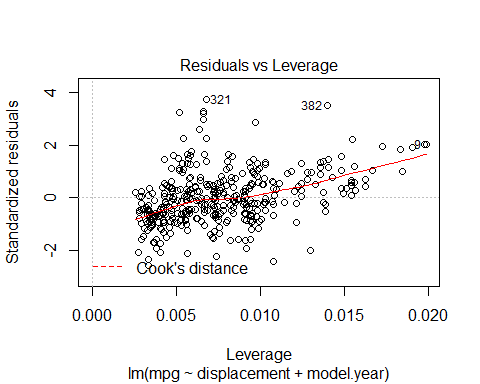 Residuals vs Leverage
Standardized residuals
4
2
0
-2
321
382
9
Cook's distance
0.000 0.005 0.010 0.015 0.020
Leverage
lm(mpg ~ displacement + model.year)